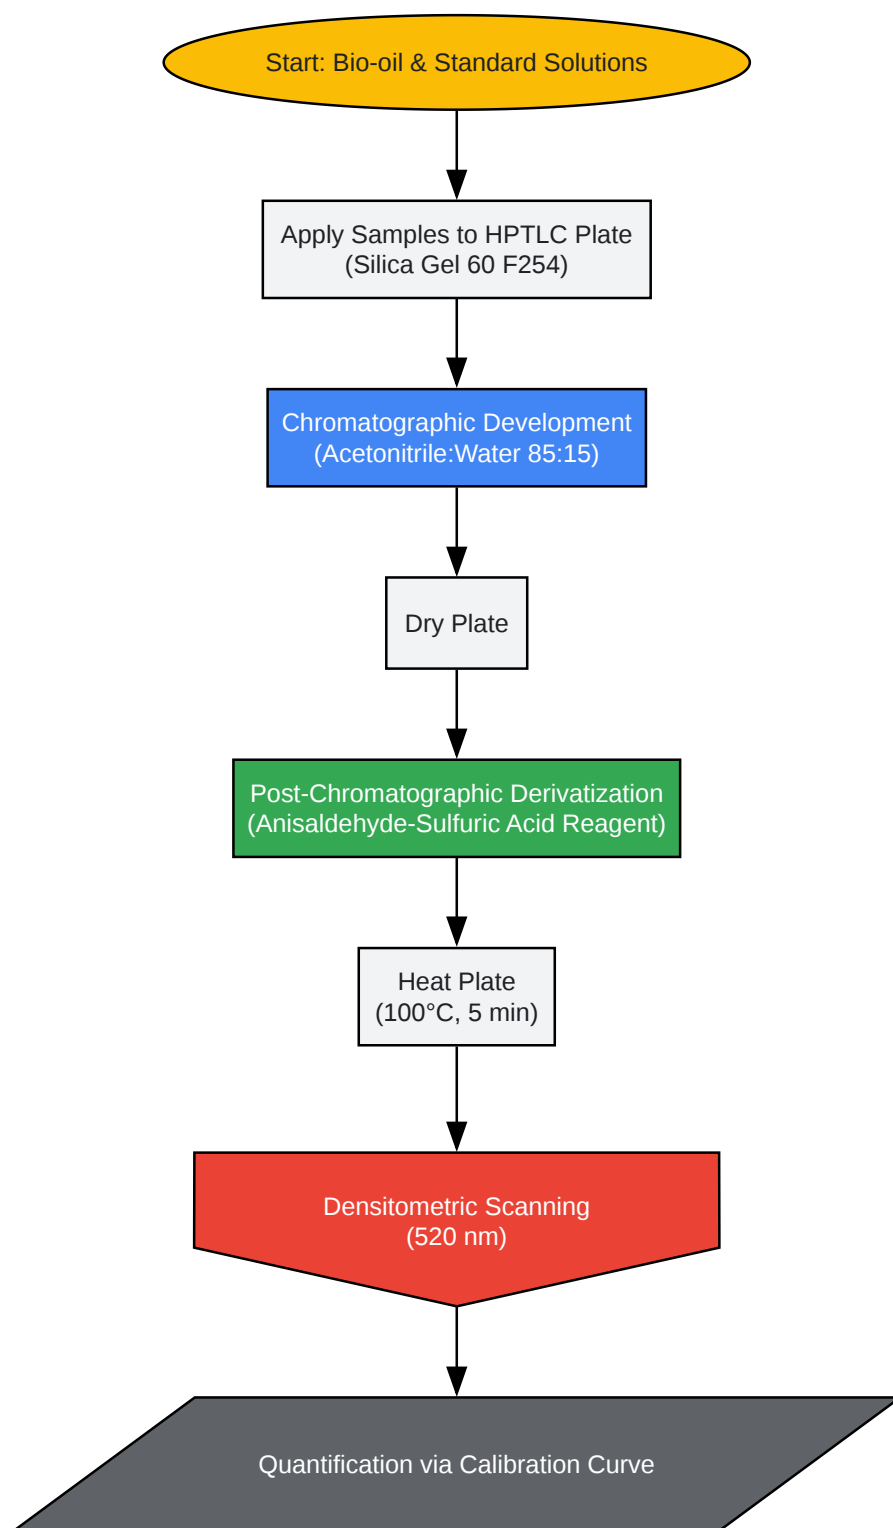 Start: Bio-oil & Standard Solutions
Apply Samples to HPTLC Plate
(Silica Gel 60 F254)
Chromatographic Development
(Acetonitrile:Water 85:15)
Dry Plate
Post-Chromatographic Derivatization
(Anisaldehyde-Sulfuric Acid Reagent)
Heat Plate
(100°C, 5 min)
Densitometric Scanning
(520 nm)
Quantification via Calibration Curve